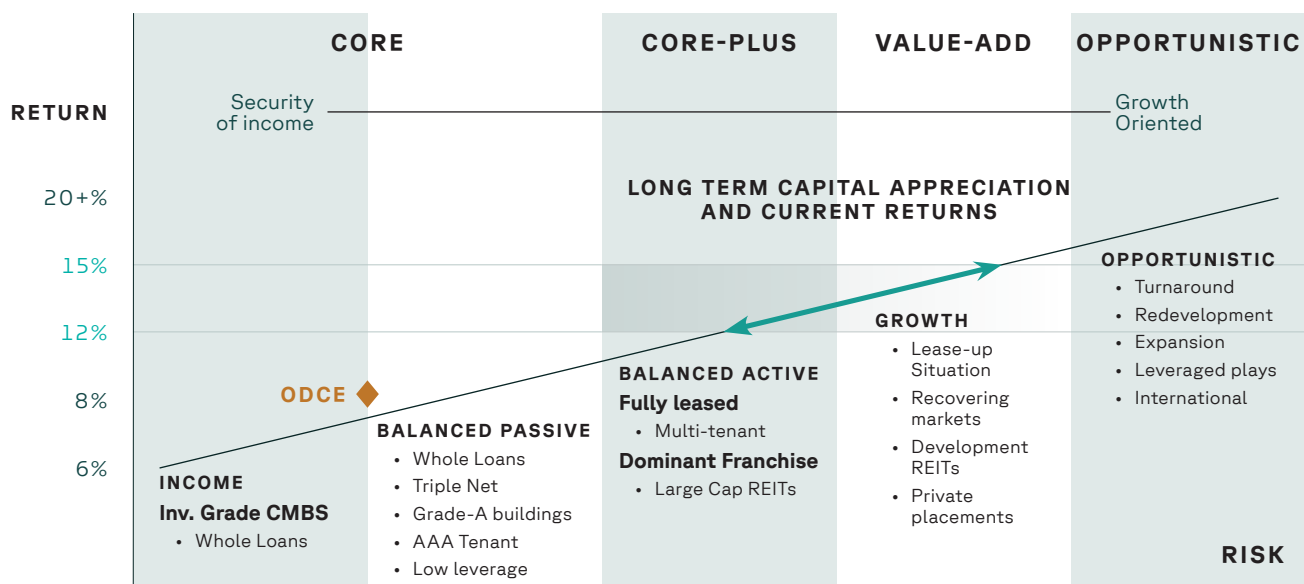 CORE
CORE-PLUS
VALUE-ADD
OPPORTUNISTIC
RETURN
Security
of income
Growth
Oriented
20+%
15%
12%
8%
6%
LONG TERM CAPITAL APPRECIATION
AND CURRENT RETURNS
ODCE
INCOME
Inv. Grade CMBS
• Whole Loans
BALANCED PASSIVE
• Whole Loans
• Triple Net
• Grade-A buildings
• AAA Tenant
• Low leverage
BALANCED ACTIVE
Fully leased
• Multi-tenant
Dominant Franchise
• Large Cap REITs
GROWTH
• Lease-up
Situation
• Recovering
markets
• Development
REITs
• Private
placements
OPPORTUNISTIC
• Turnaround
• Redevelopment
• Expansion
• Leveraged plays
• International
RISK